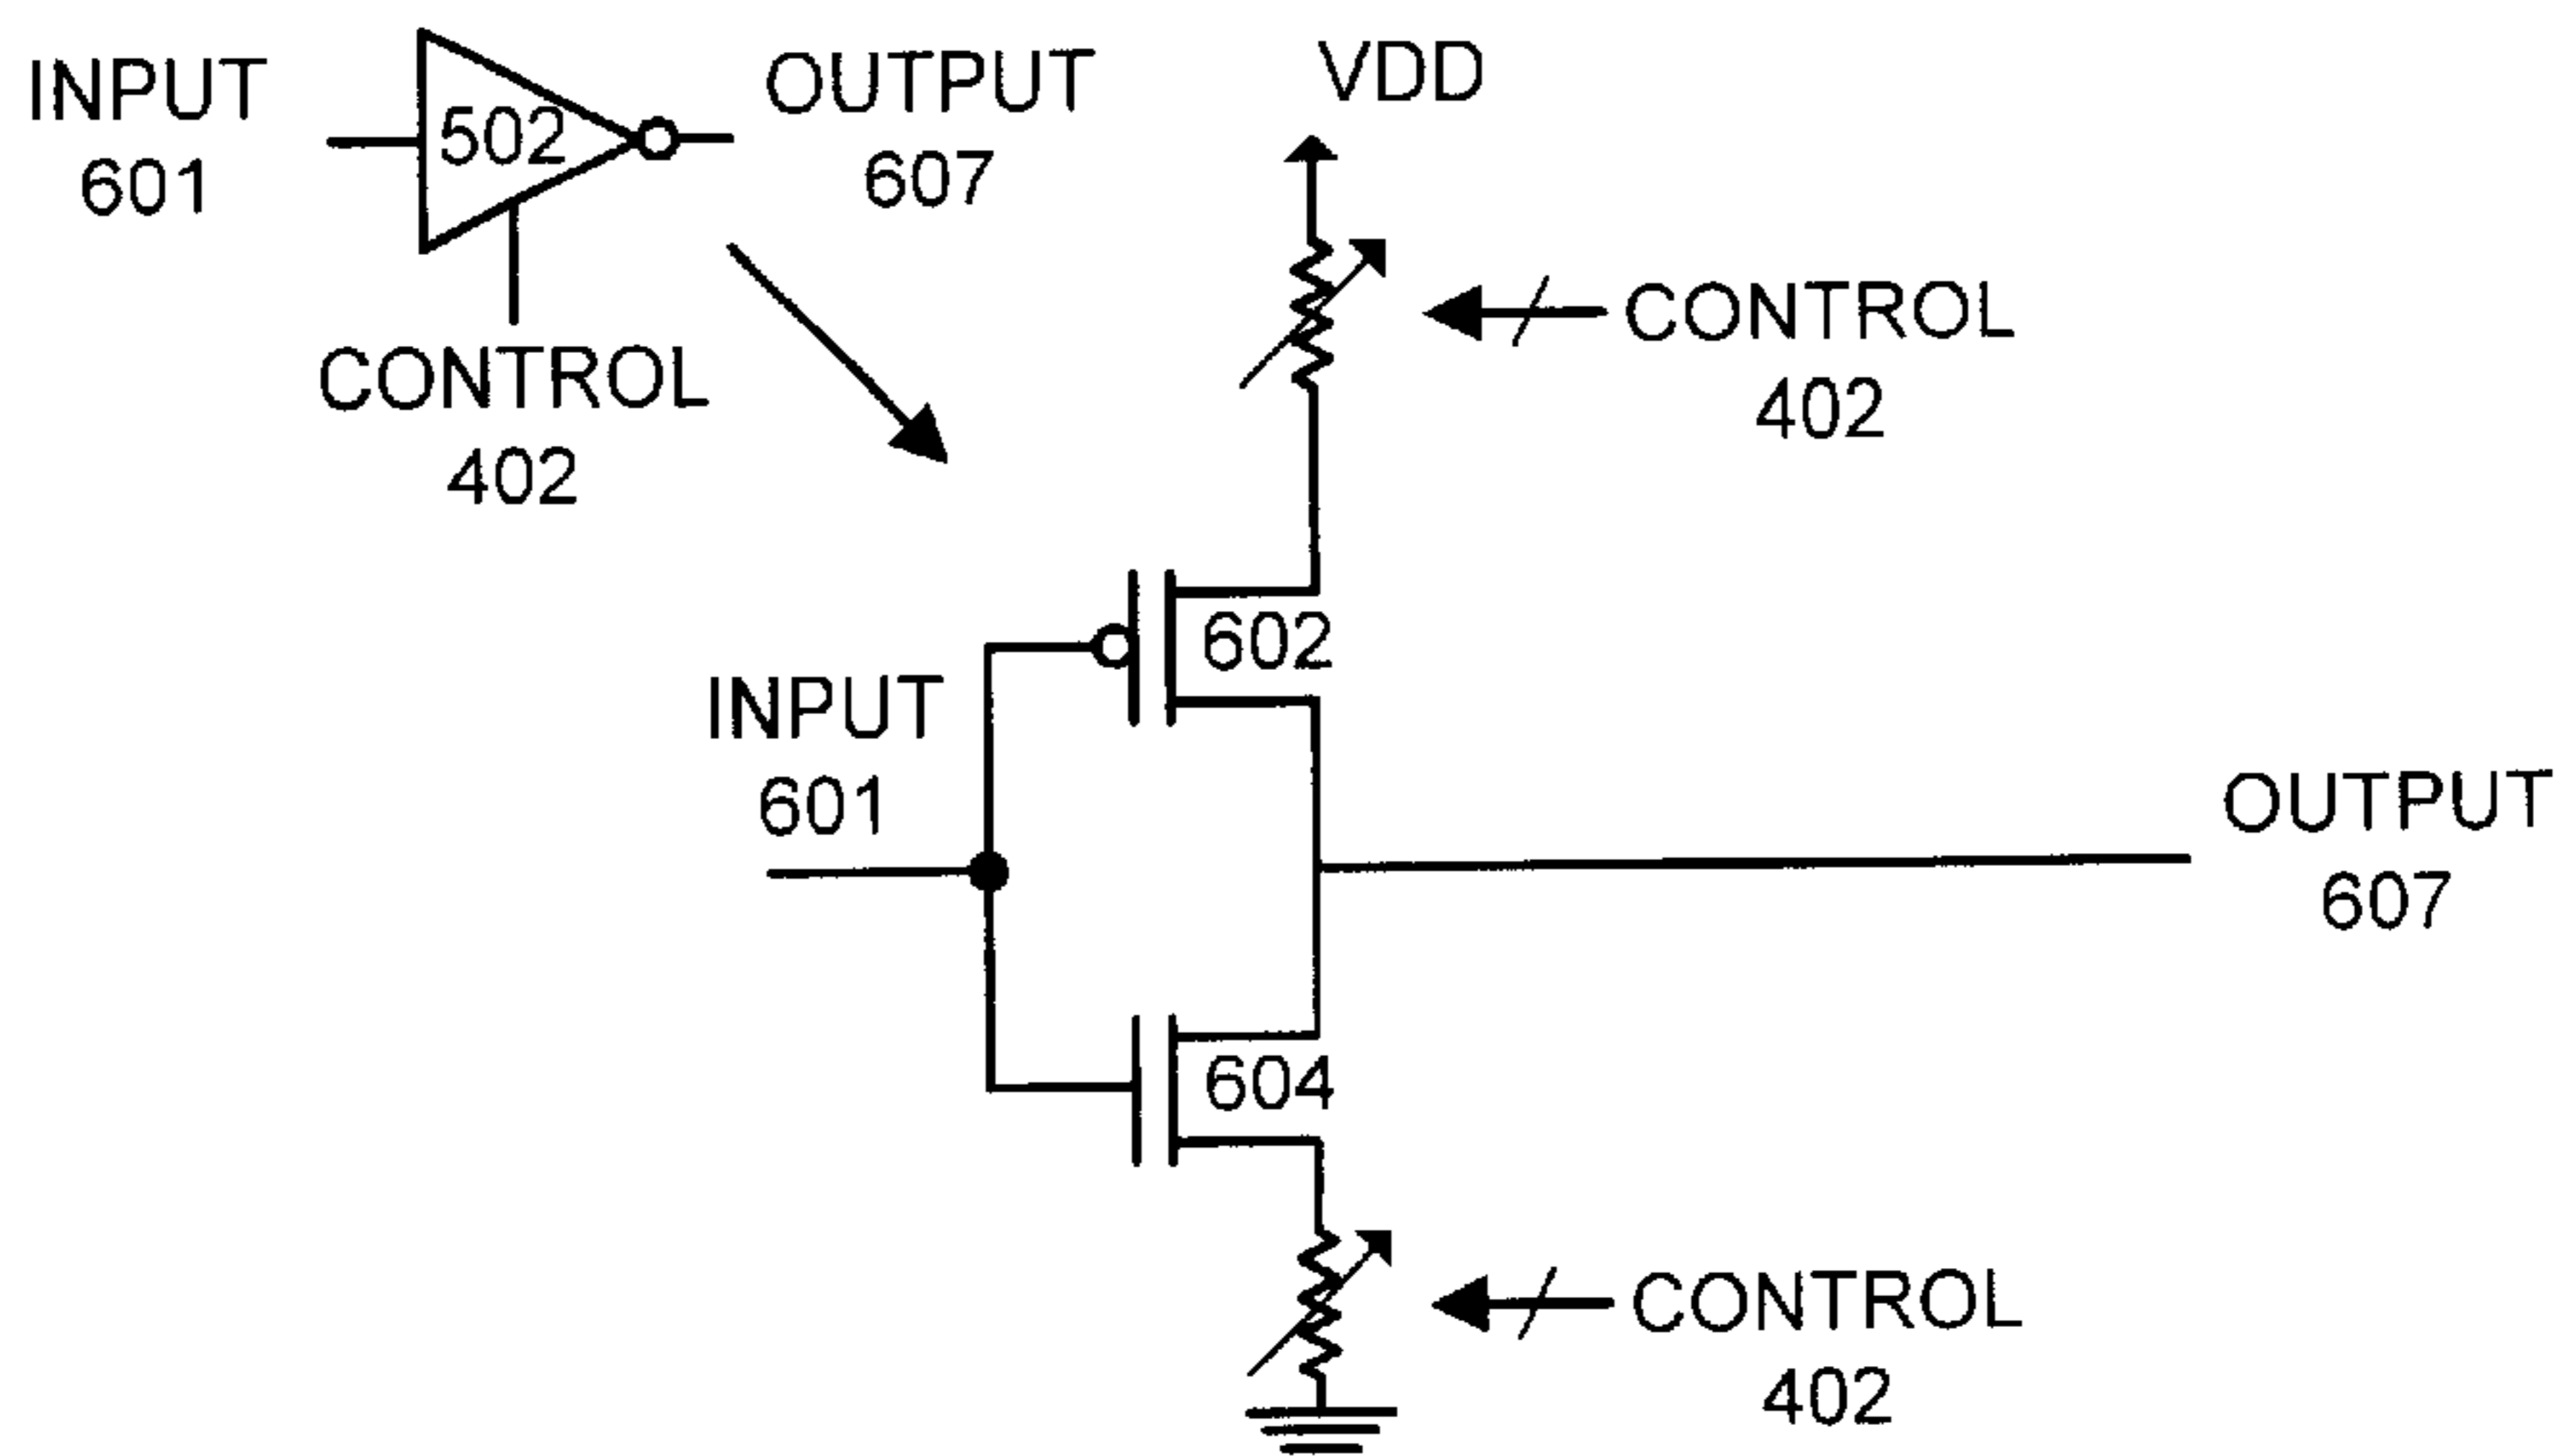 INPUT
601
502
OUTPUT
607
CONTROL
402
VDD
CONTROL
402
602
INPUT
601
OUTPUT
607
604
CONTROL
402